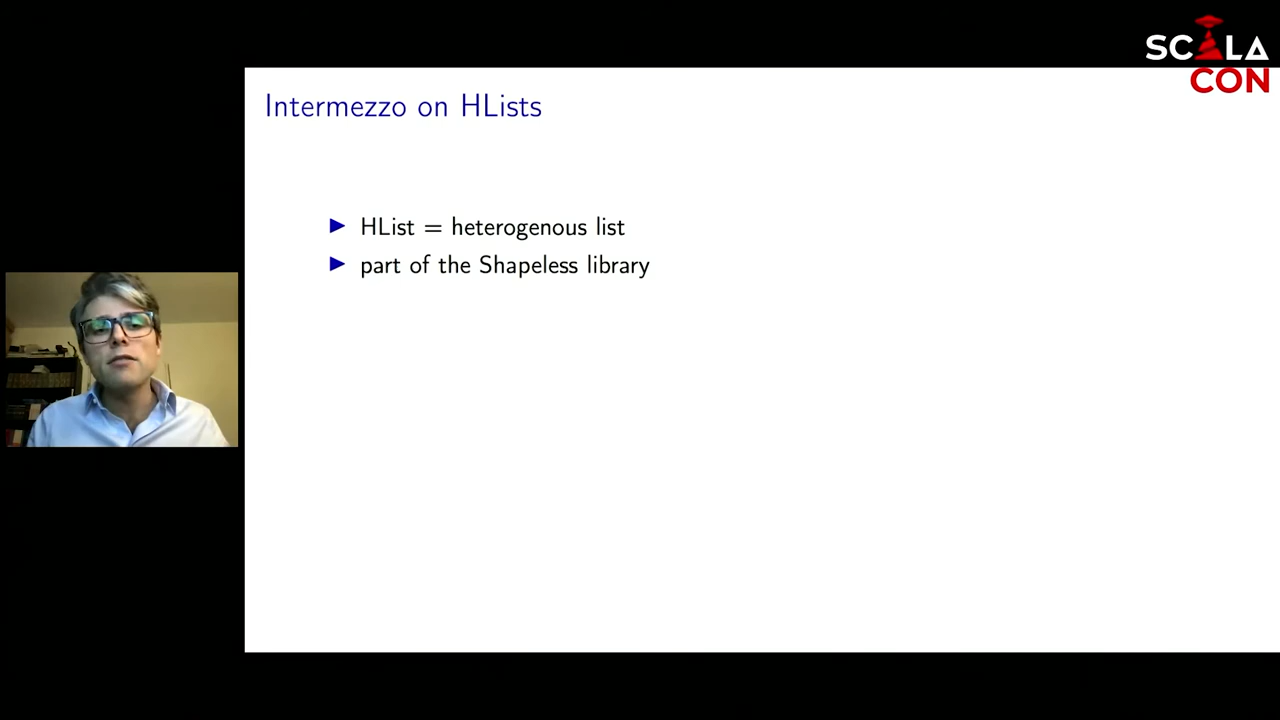 SCALA
CON
Intermezzo on HLists
HList = heterogenous list
part of the Shapeless library